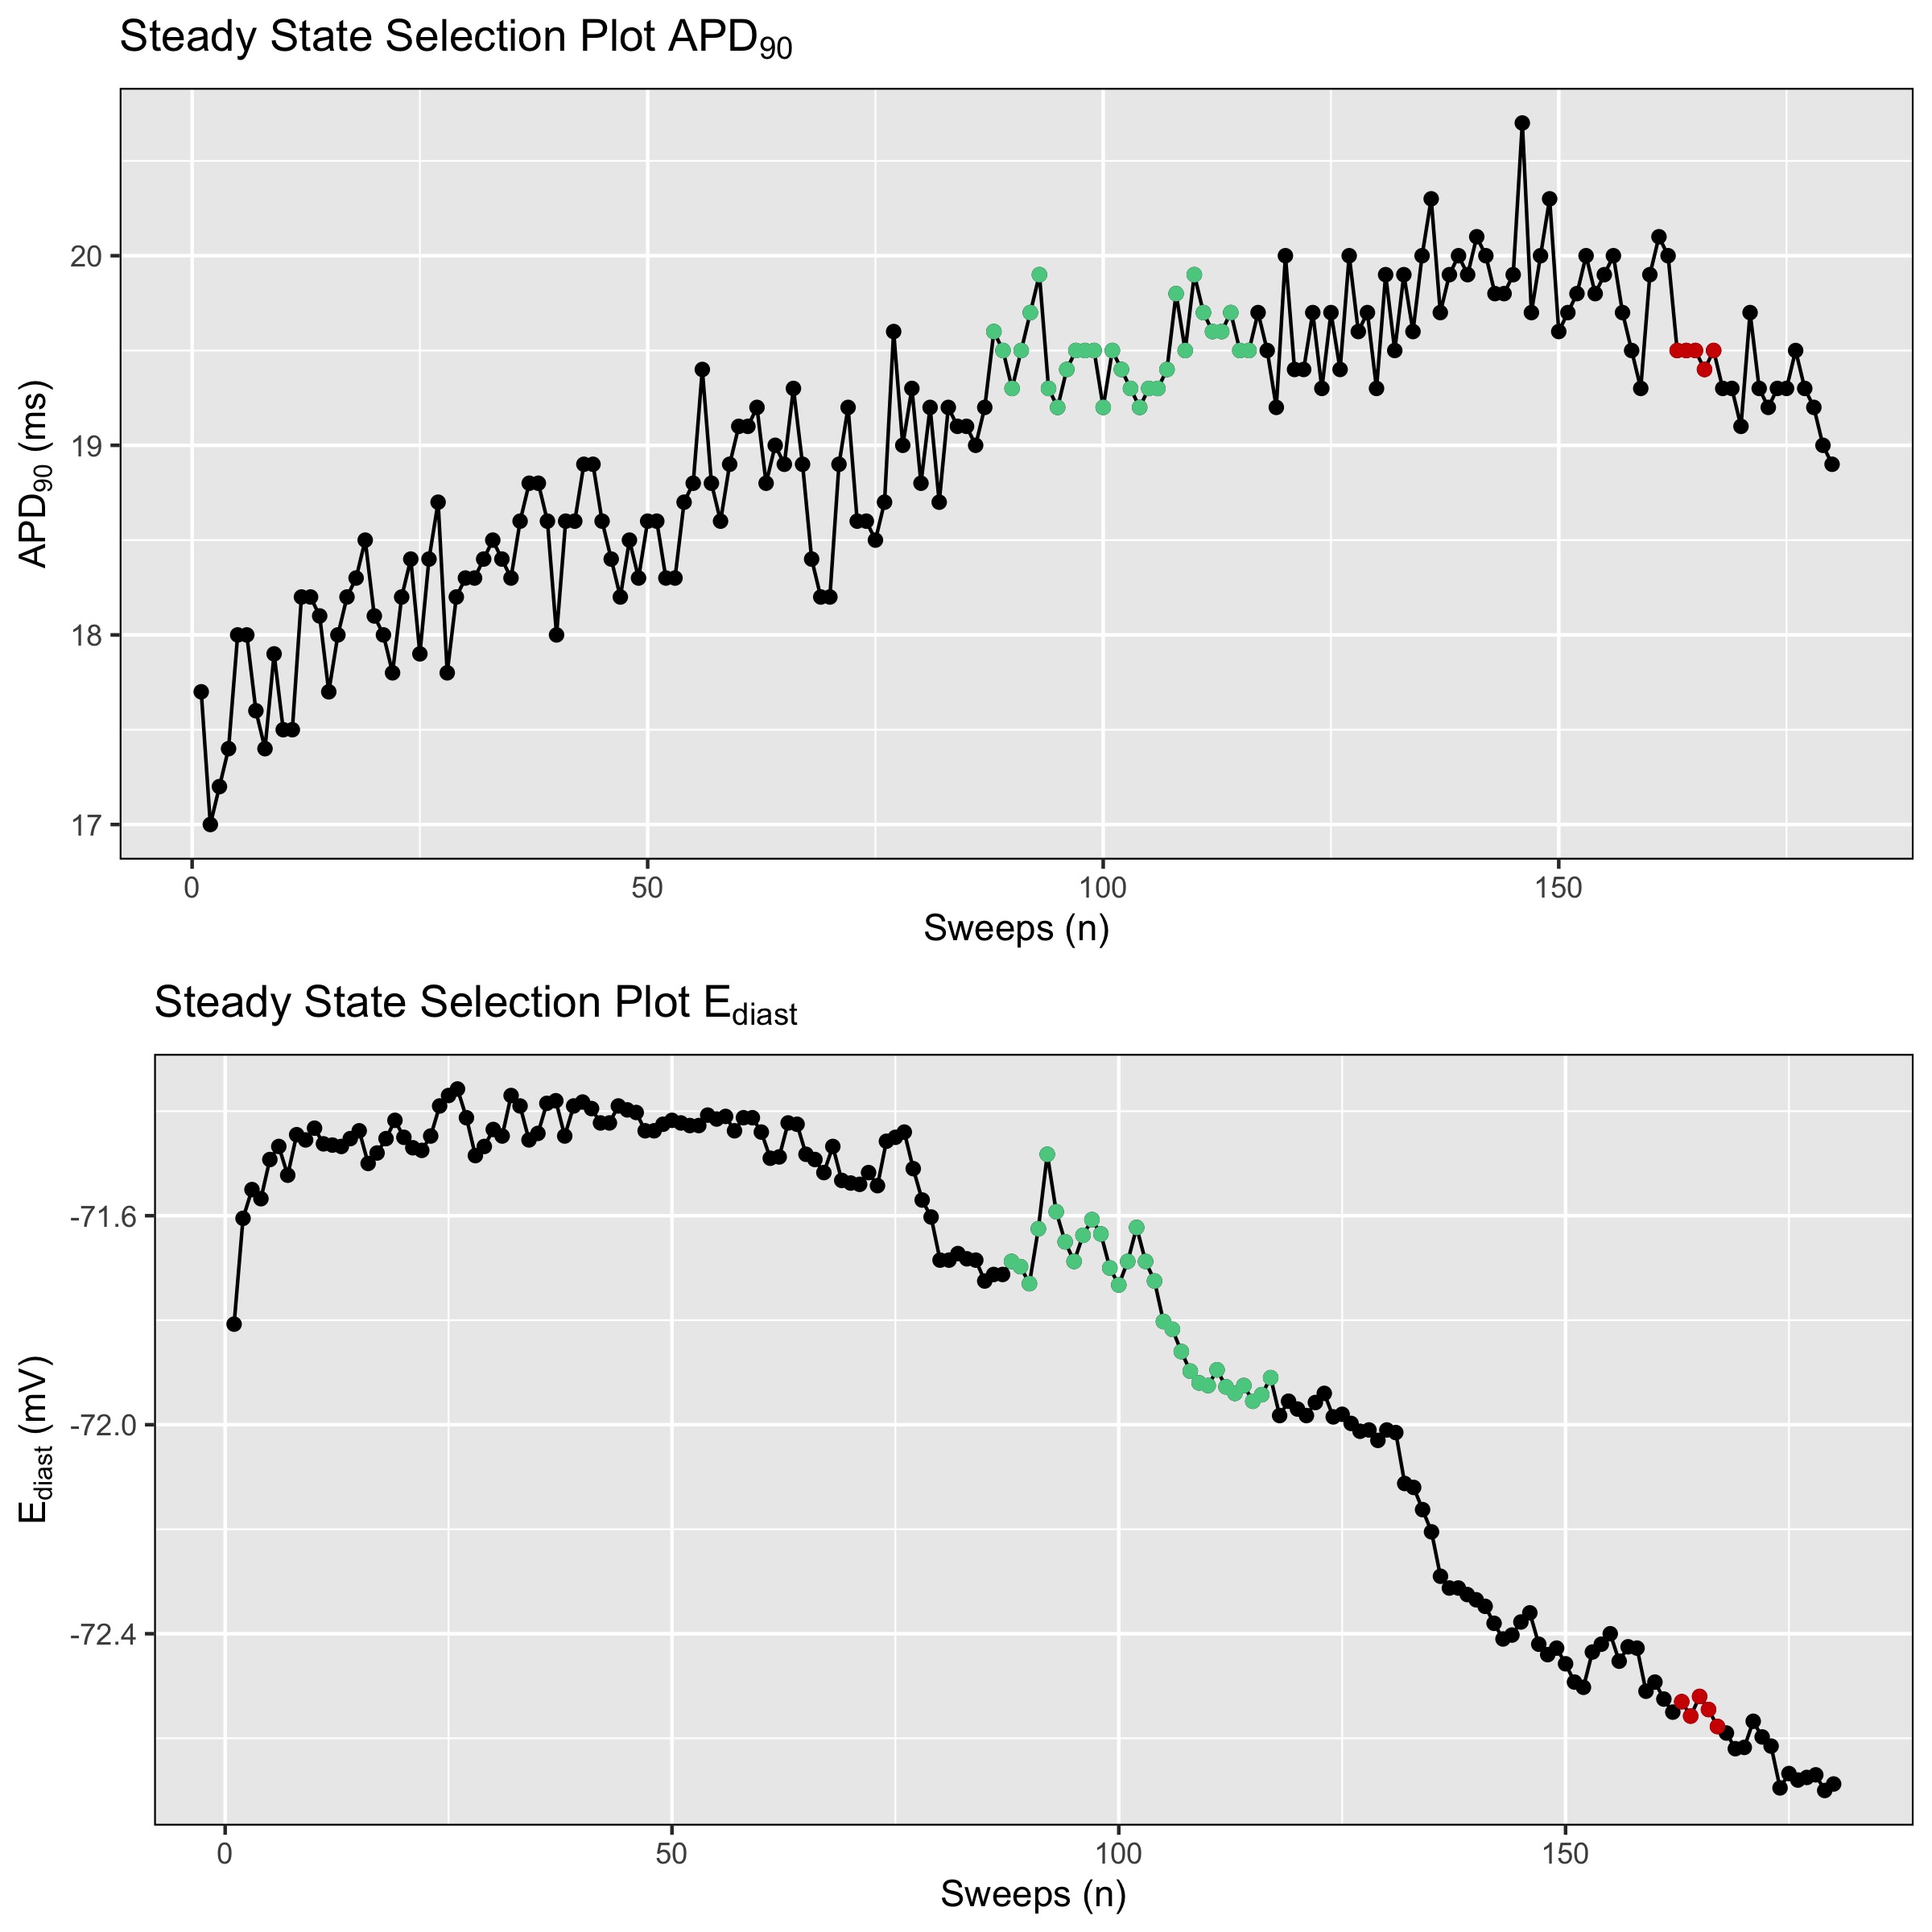 Steady State Selection Plot APD90
20
19
18
17
APD90 (ms)
0 50 100 150
Sweeps (n)
Steady State Selection Plot Ediast
-71.6
-72.0
-72.4
Ediast (mV)
0 50 100 150
Sweeps (n)